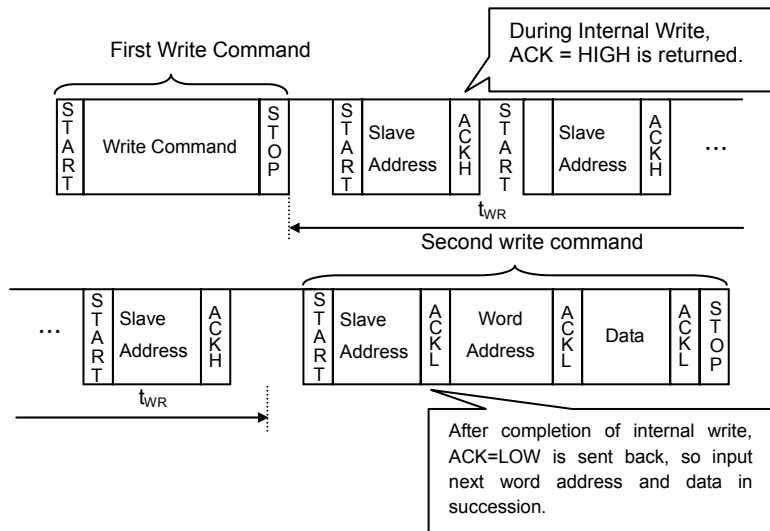 First Write Command
During Internal Write,
ACK = HIGH is returned.
START
Write Command
STOP
START
Slave
Address
ACKH
START
Slave
Address
ACKH
...
tWR
Second write command
...
START
Slave
Address
ACKH
START
Slave
Address
ACKL
Word
Address
ACKL
Data
ACKL
STOP
tWR
After completion of internal write,
ACK=LOW is sent back, so input
next word address and data in
succession.